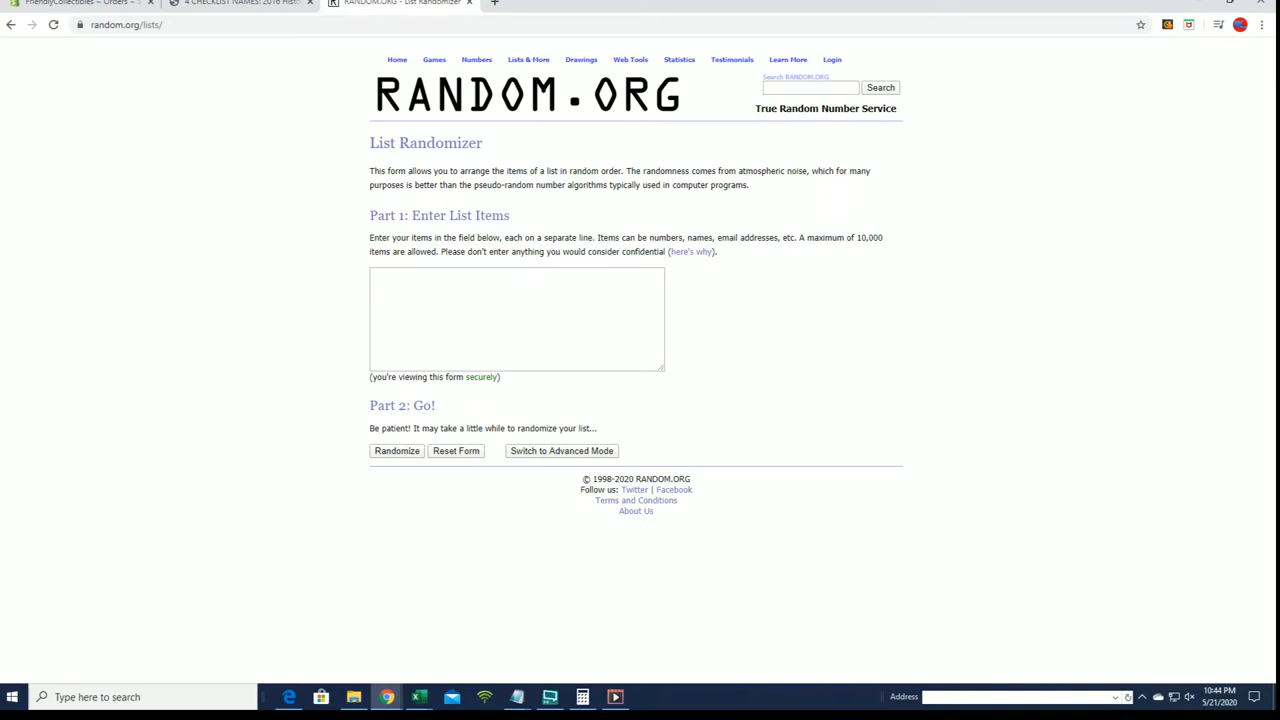 FriendlyCollectibles – Orders –
4 CHECKLIST NAMES: 2016 Histo
RANDOM.ORG - List Randomizer
random.org/lists/
Home Games Numbers Lists & More Drawings Web Tools Statistics Testimonials Learn More Login
RANDOM.ORG
Search RANDOM.ORG
Search
True Random Number Service
List Randomizer
This form allows you to arrange the items of a list in random order. The randomness comes from atmospheric noise, which for many
purposes is better than the pseudo-random number algorithms typically used in computer programs.
Part 1: Enter List Items
Enter your items in the field below, each on a separate line. Items can be numbers, names, email addresses, etc. A maximum of 10,000
items are allowed. Please don't enter anything you would consider confidential (here's why).
(you're viewing this form securely)
Part 2: Go!
Be patient! It may take a little while to randomize your list...
Randomize Reset Form Switch to Advanced Mode
© 1998-2020 RANDOM.ORG
Follow us: Twitter | Facebook
Terms and Conditions
About Us
Type here to search
Address
10:44 PM
5/21/2020